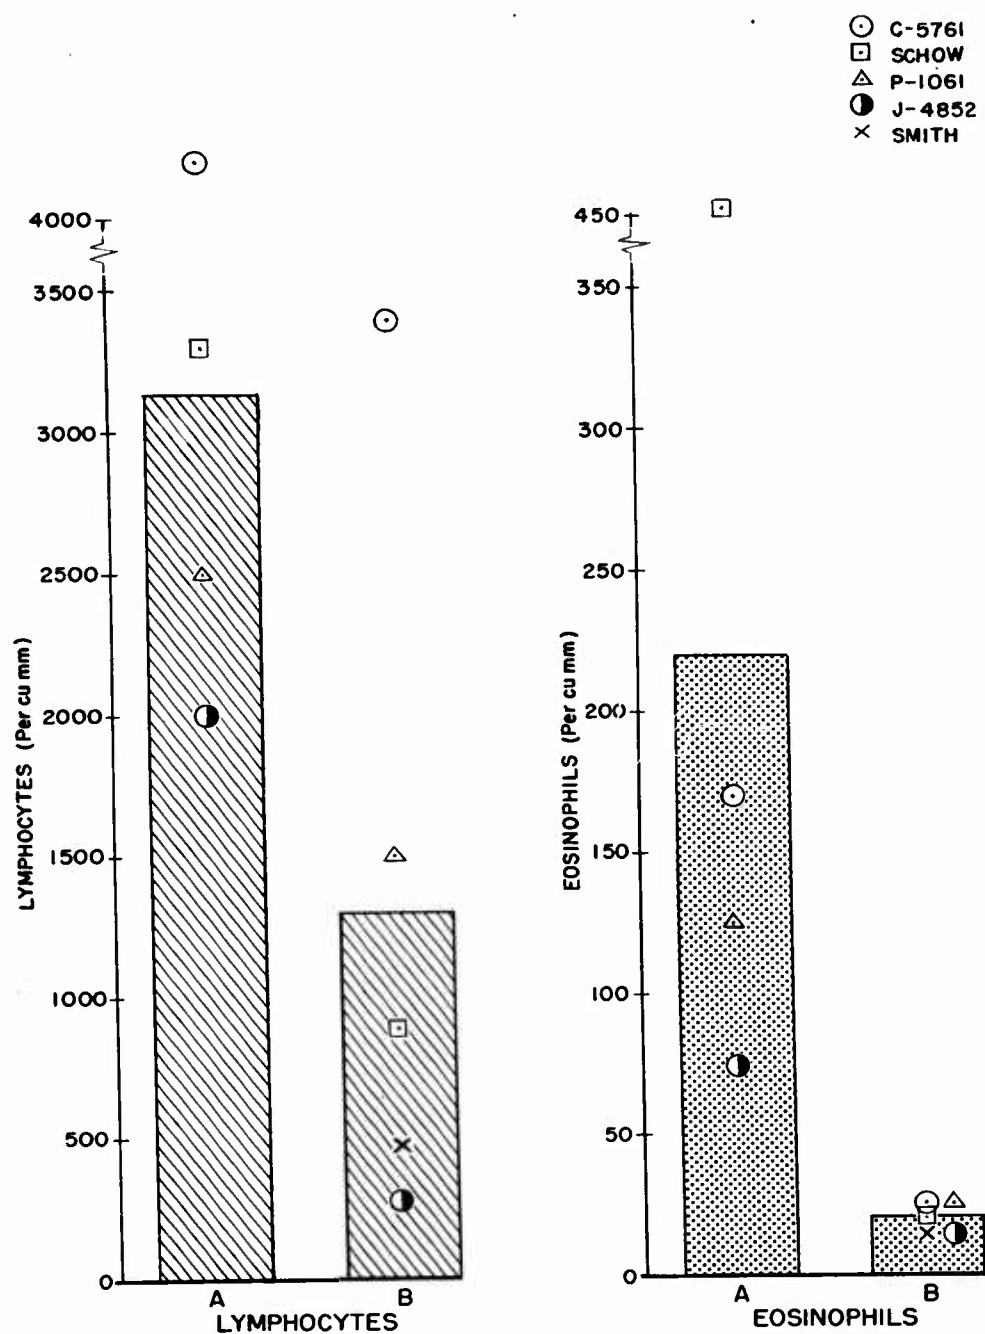 C-5761
SCHOW
P-1061
J-4852
SMITH
4000
3500
3000
2500
2000
1500
1000
500
0
LYMPHOCYTES (Per cu mm)
A
B
LYMPHOCYTES
450
350
300
250
200
150
100
50
0
EOSINOPHILS (Per cu mm)
A
B
EOSINOPHILS